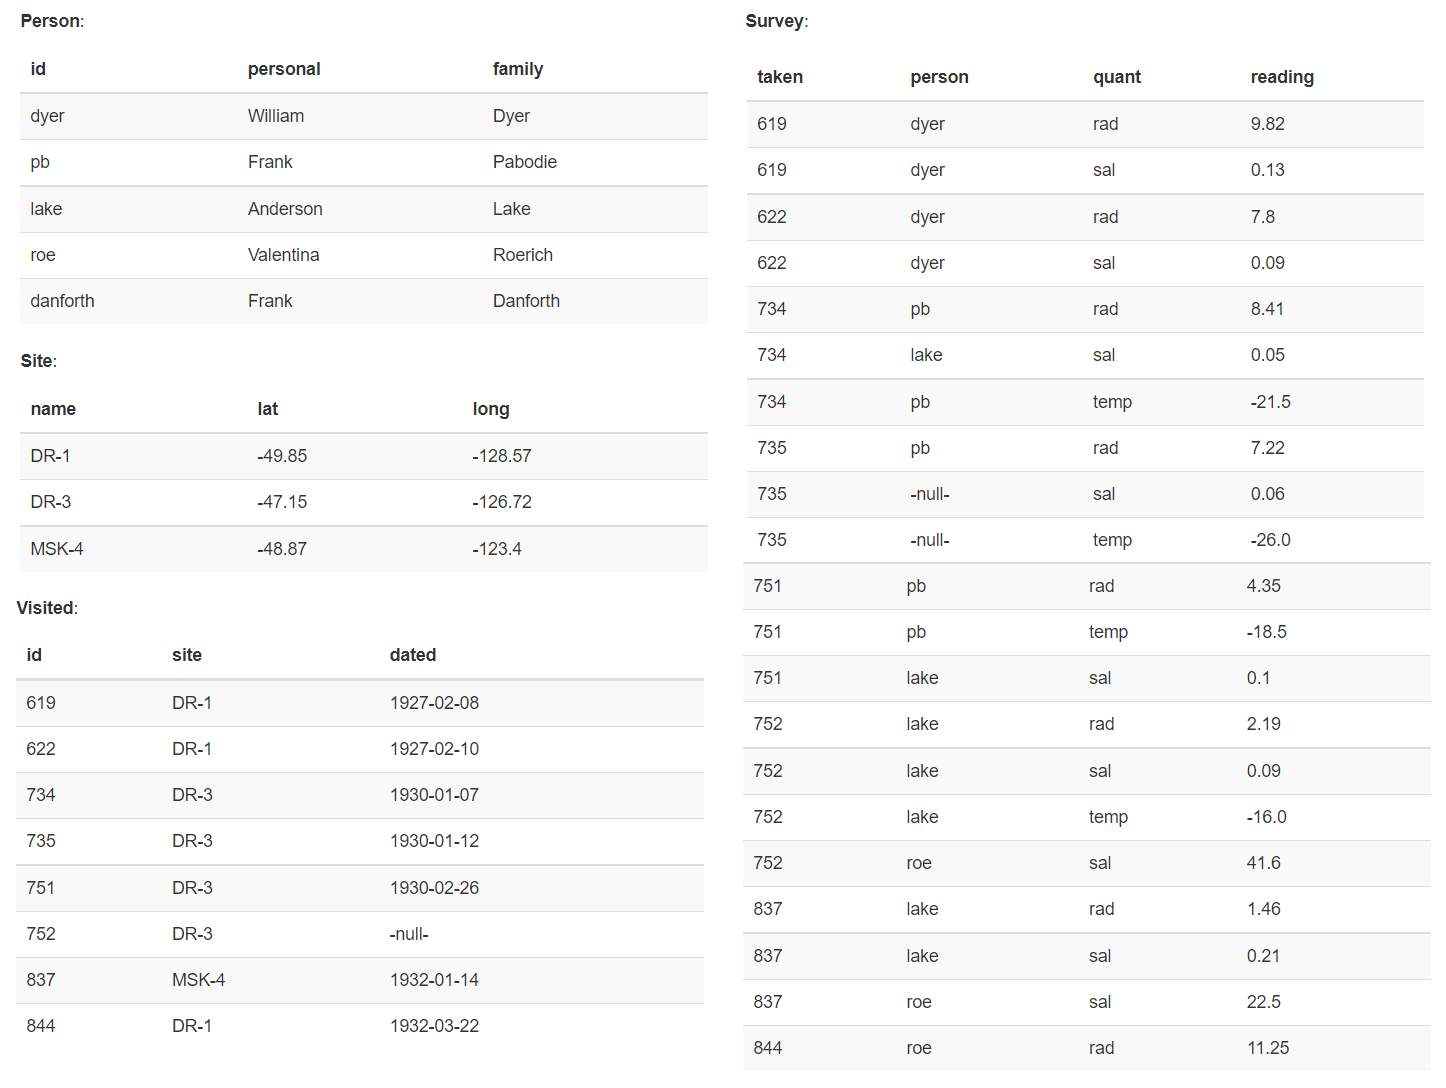 Person:
id personal family
dyer William Dyer
pb Frank Pabodie
lake Anderson Lake
roe Valentina Roerich
danforth Frank Danforth
Site:
name lat long
DR-1 -49.85 -128.57
DR-3 -47.15 -126.72
MSK-4 -48.87 -123.4
Visited:
id site dated
619 DR-1 1927-02-08
622 DR-1 1927-02-10
734 DR-3 1930-01-07
735 DR-3 1930-01-12
751 DR-3 1930-02-26
752 DR-3 -null-
837 MSK-4 1932-01-14
844 DR-1 1932-03-22
Survey:
taken person quant reading
619 dyer rad 9.82
619 dyer sal 0.13
622 dyer rad 7.8
622 dyer sal 0.09
734 pb rad 8.41
734 lake sal 0.05
734 pb temp -21.5
735 pb rad 7.22
735 -null- sal 0.06
735 -null- temp -26.0
751 pb rad 4.35
751 pb temp -18.5
751 lake sal 0.1
752 lake rad 2.19
752 lake sal 0.09
752 lake temp -16.0
752 roe sal 41.6
837 lake rad 1.46
837 lake sal 0.21
837 roe sal 22.5
844 roe rad 11.25